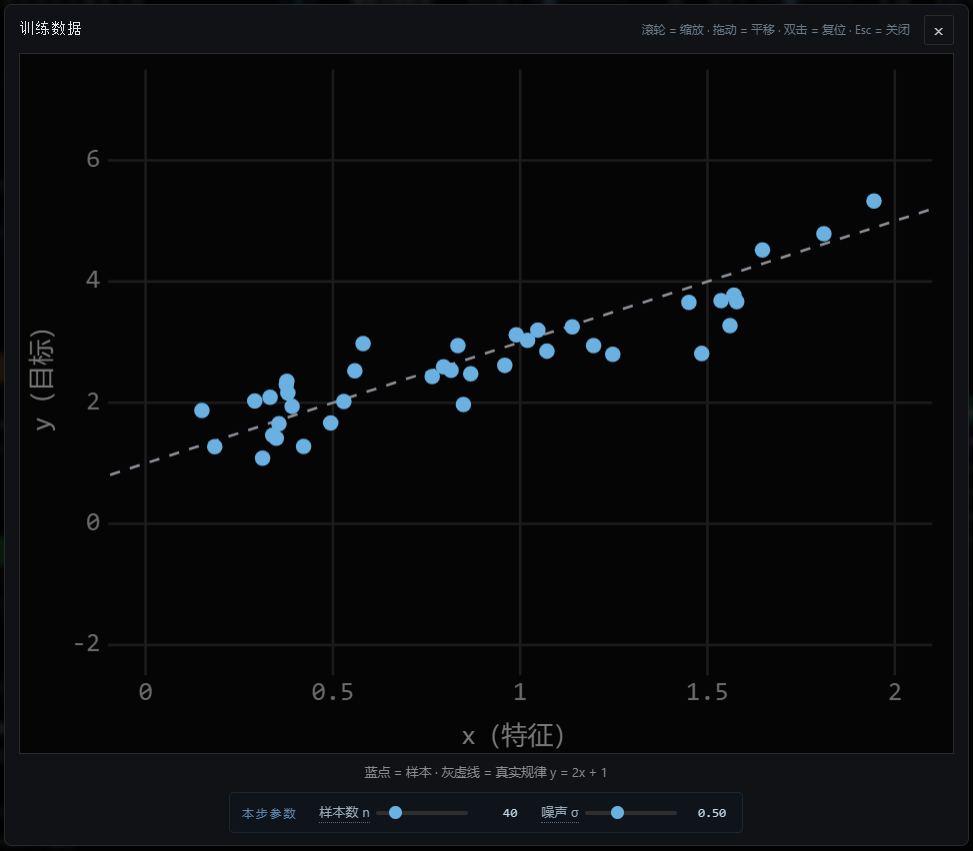 训练数据
滚轮 = 缩放 · 拖动 = 平移 · 双击 = 复位 · Esc = 关闭 ×
6
4
2
0
-2
y (目标)
0 0.5 1 1.5 2
x (特征)
蓝点 = 样本 · 灰虚线 = 真实规律 y = 2x + 1
本步参数 样本数 n 40 噪声 σ 0.50